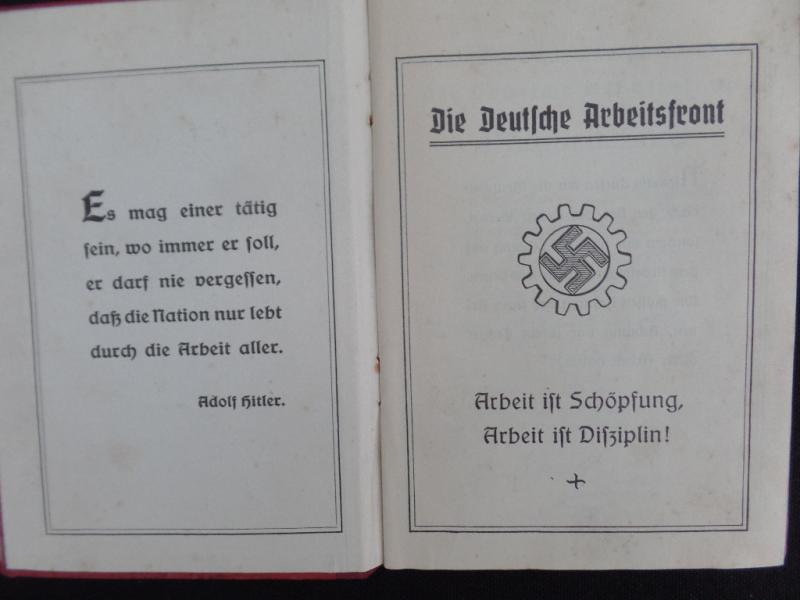 Es mag einer tätig
sein, wo immer er soll,
er darf nie vergessen,
daß die Nation nur lebt
durch die Arbeit aller.
Adolf Hitler.
Die Deutsche Arbeitsfront
Arbeit ist Schöpfung,
Arbeit ist Disziplin!